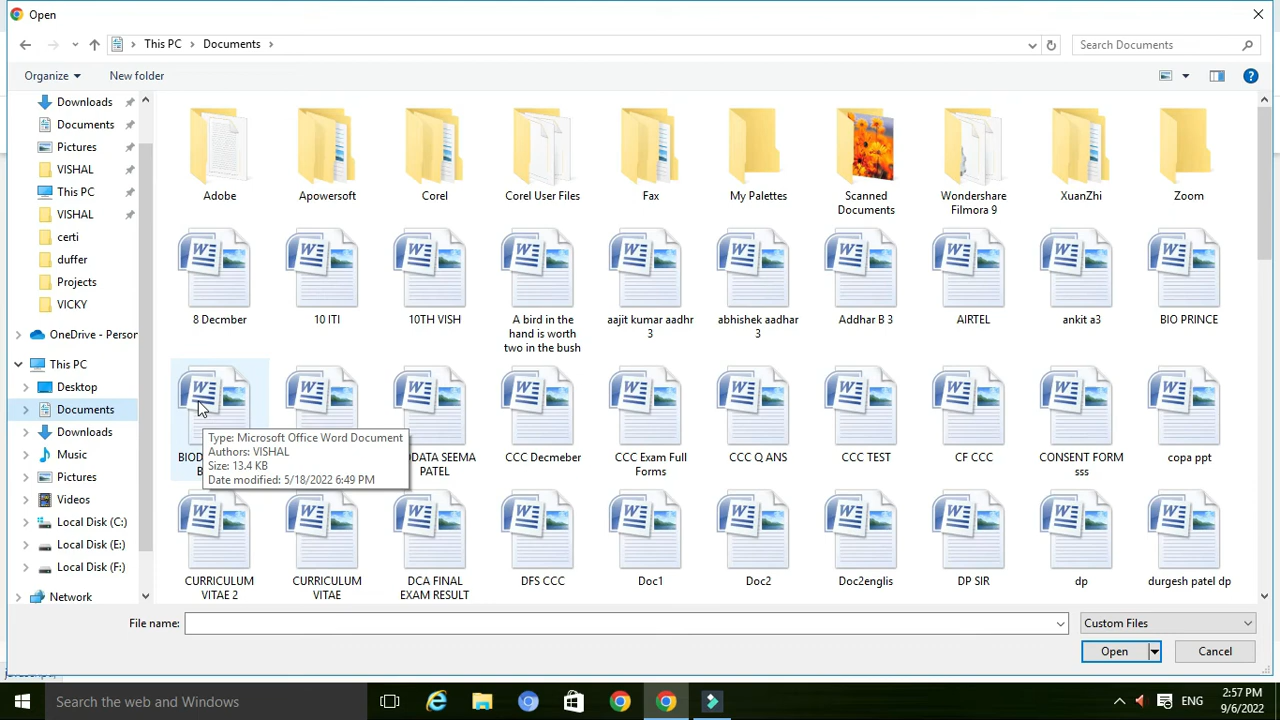 Open
This PC
Documents
Search Documents
Organize
New folder
Downloads
Documents
Pictures
VISHAL
This PC
VISHAL
certi
duffer
Projects
VICKY
OneDrive - Person
This PC
Desktop
Documents
Downloads
Music
Pictures
Videos
Local Disk (C:)
Local Disk (E:)
Local Disk (F:)
Network
Adobe
Apowersoft
Corel
Corel User Files
Fax
My Palettes
Scanned
Documents
Wondershare
Filmora 9
XuanZhi
Zoom
8 Decmber
10 ITI
10TH VISH
A bird in the
hand is worth
two in the bush
aajit kumar aadhr
3
abhishek aadhar
3
Addhar B 3
AIRTEL
ankit a3
BIO PRINCE
BIOD
B
Type: Microsoft Office Word Document
Authors: VISHAL
Size: 13.4 KB
Date modified: 5/18/2022 6:49 PM
ODATA SEEMA
PATEL
CCC Decmeber
CCC Exam Full
Forms
CCC Q ANS
CCC TEST
CF CCC
CONSENT FORM
sss
copa ppt
CURRICULUM
VITAE 2
CURRICULUM
VITAE
DCA FINAL
EXAM RESULT
DFS CCC
Doc1
Doc2
Doc2englis
DP SIR
dp
durgesh patel dp
File name:
Custom Files
Open
Cancel
Search the web and Windows
ENG
2:57 PM
9/6/2022